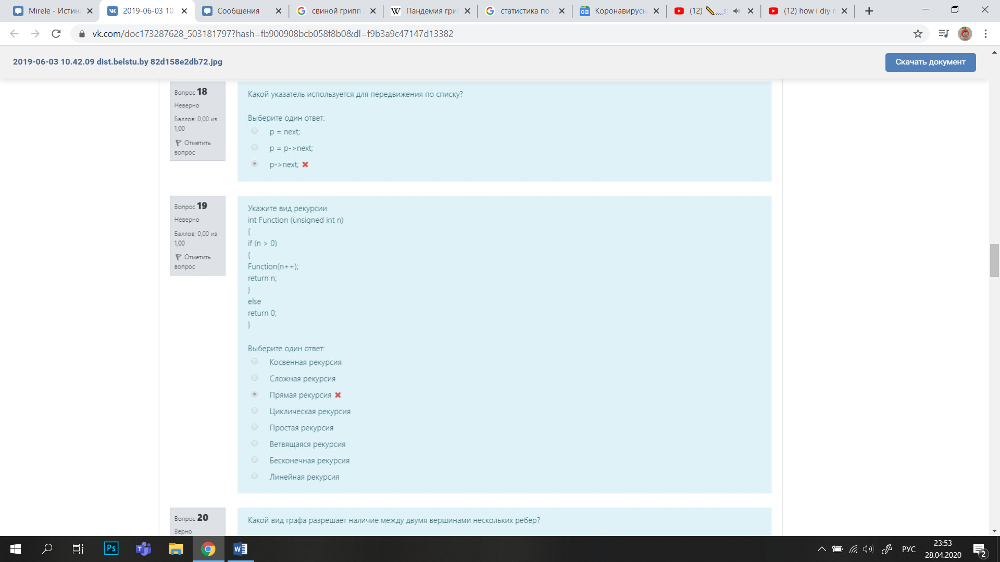 Mirele - Истин
2019-06-03 10.
Сообщения
свиной грипп
Пандемия гри
статистика по
Коронавирусн
(12)
(12) how i diy
vk.com/doc173287628_503181797?hash=fb900908bcb058f8b0&dl=f9b3a9c47147d13382
2019-06-03 10.42.09 dist.belstu.by 82d158e2db72.jpg
Скачать документ
Вопрос 18
Неверно
Баллов: 0,00 из
1,00
Отметить
вопрос
Какой указатель используется для передвижения по списку?
Выберите один ответ:
p = next;
p = p->next;
p->next;
Вопрос 19
Неверно
Баллов: 0,00 из
1,00
Отметить
вопрос
Укажите вид рекурсии
int Function (unsigned int n)
{
if (n > 0)
{
Function(n++);
return n;
}
else
return 0;
}
Выберите один ответ:
Косвенная рекурсия
Сложная рекурсия
Прямая рекурсия
Циклическая рекурсия
Простая рекурсия
Ветвящаяся рекурсия
Бесконечная рекурсия
Линейная рекурсия
Вопрос 20
Верно
Какой вид графа разрешает наличие между двумя вершинами нескольких ребер?
Ps
РУС
23:53
28.04.2020
2